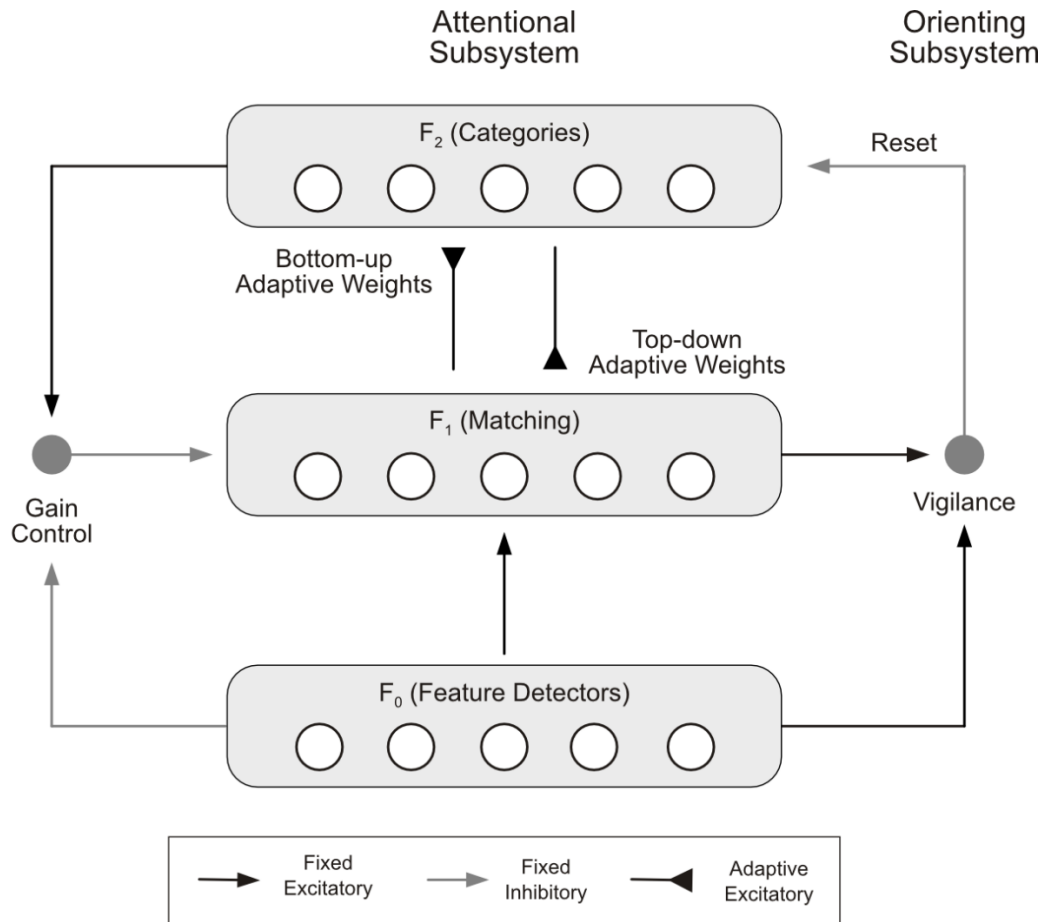 Attentional
Subsystem
Orienting
Subsystem
F₂ (Categories)
Reset
Bottom-up
Adaptive Weights
Top-down
Adaptive Weights
F₁ (Matching)
Gain
Control
Vigilance
F₀ (Feature Detectors)
Fixed
Excitatory
Fixed
Inhibitory
Adaptive
Excitatory